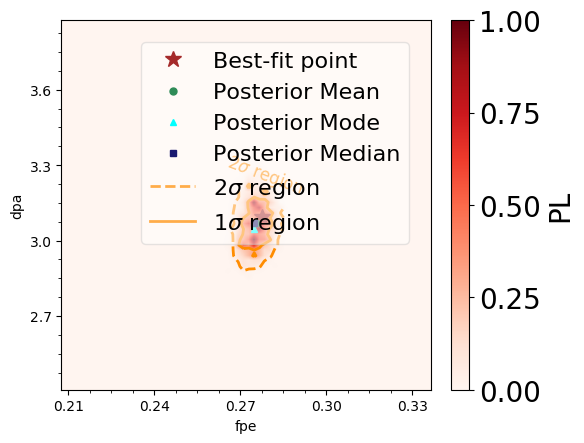 Best-fit point
Posterior Mean
Posterior Mode
Posterior Median
2σ region
1σ region
2σ region
3.6
3.3
3.0
2.7
dpa
0.21
0.24
0.27
0.30
0.33
fpe
1.00
0.75
0.50
0.25
0.00
PL